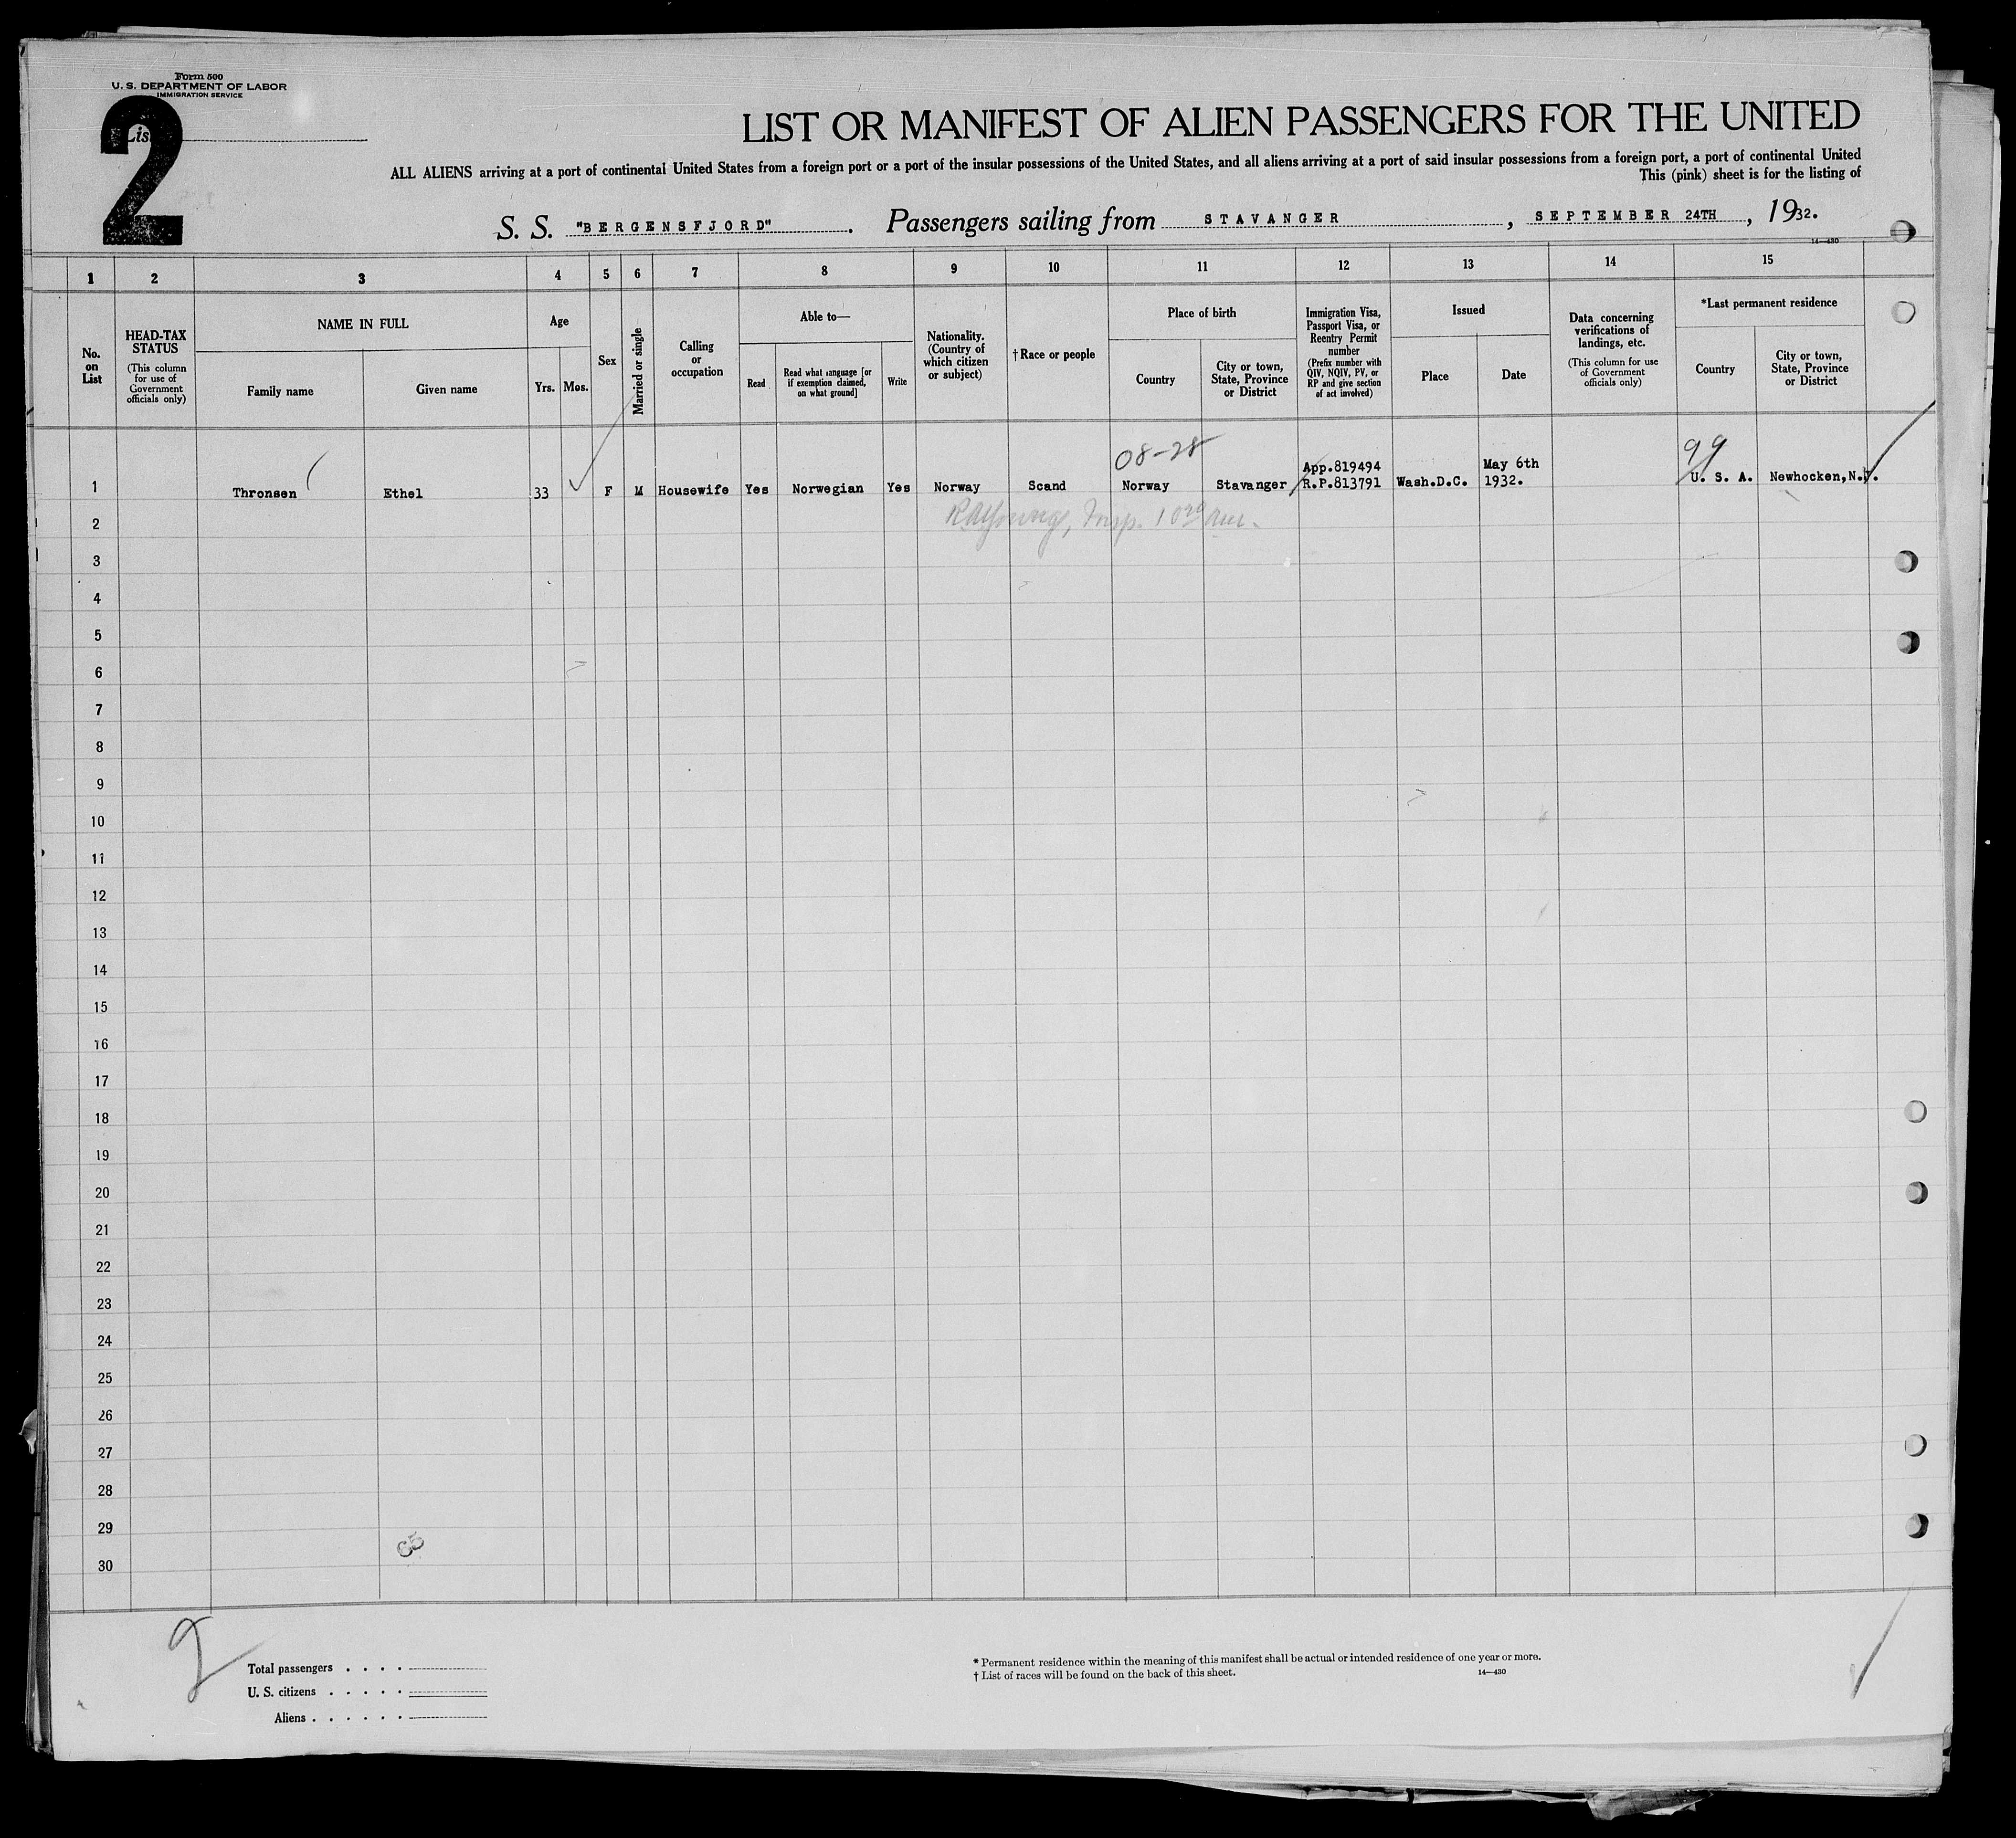 Form 500
U. S. DEPARTMENT OF LABOR
IMMIGRATION SERVICE
2
List
LIST OR MANIFEST OF ALIEN PASSENGERS FOR THE UNITED
ALL ALIENS arriving at a port of continental United States from a foreign port or a port of the insular possessions of the United States, and all aliens arriving at a port of said insular possessions from a foreign port, a port of continental United
This (pink) sheet is for the listing of
S. S. "BERGENSFJORD". Passengers sailing from STAVANGER, SEPTEMBER 24TH, 1932.
14—430
1 2 3 4 5 6 7 8 9 10 11 12 13 14 15
No. on List
HEAD-TAX STATUS
(This column for use of Government officials only)
NAME IN FULL
Family name
Given name
Age
Yrs.
Mos.
Sex
Married or single
Calling or occupation
Able to—
Read
Read what language [or if exemption claimed, on what ground]
Write
Nationality. (Country of which citizen or subject)
†Race or people
Place of birth
Country
City or town, State, Province or District
Immigration Visa, Passport Visa, or Reentry Permit number
(Prefix number with QIV, NQIV, PV, or RP and give section of act involved)
Issued
Place
Date
Data concerning verifications of landings, etc.
(This column for use of Government officials only)
*Last permanent residence
Country
City or town, State, Province or District
08-28
99
App.819494 May 6th
1 Thronsen Ethel 33 F M Housewife Yes Norwegian Yes Norway Scand Norway Stavanger R.P.813791 Wash.D.C. 1932. U. S. A. Newhocken,N.J.
2
3
4
5
6
7
8
9
10
11
12
13
14
15
16
17
18
19
20
21
22
23
24
25
26
27
28
29
30
65
2
Total passengers . . . .
U. S. citizens . . . . .
Aliens . . . . . .
* Permanent residence within the meaning of this manifest shall be actual or intended residence of one year or more.
† List of races will be found on the back of this sheet.
14—430